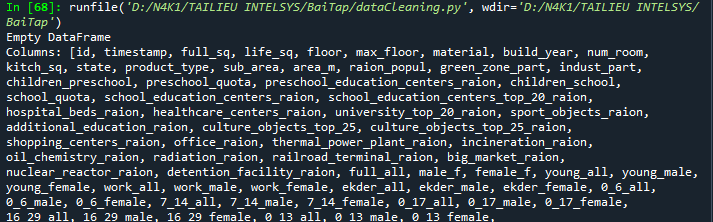 In [68]: runfile('D:/N4K1/TAILIEU INTELSYS/BaiTap/dataCleaning.py', wdir='D:/N4K1/TAILIEU INTELSYS/
BaiTap')
Empty DataFrame
Columns: [id, timestamp, full_sq, life_sq, floor, max_floor, material, build_year, num_room,
kitch_sq, state, product_type, sub_area, area_m, raion_popul, green_zone_part, indust_part,
children_preschool, preschool_quota, preschool_education_centers_raion, children_school,
school_quota, school_education_centers_raion, school_education_centers_top_20_raion,
hospital_beds_raion, healthcare_centers_raion, university_top_20_raion, sport_objects_raion,
additional_education_raion, culture_objects_top_25, culture_objects_top_25_raion,
shopping_centers_raion, office_raion, thermal_power_plant_raion, incineration_raion,
oil_chemistry_raion, radiation_raion, railroad_terminal_raion, big_market_raion,
nuclear_reactor_raion, detention_facility_raion, full_all, male_f, female_f, young_all, young_male,
young_female, work_all, work_male, work_female, ekder_all, ekder_male, ekder_female, 0_6_all,
0_6_male, 0_6_female, 7_14_all, 7_14_male, 7_14_female, 0_17_all, 0_17_male, 0_17_female,
16_29_all, 16_29_male, 16_29_female, 0_13_all, 0_13_male, 0_13_female,